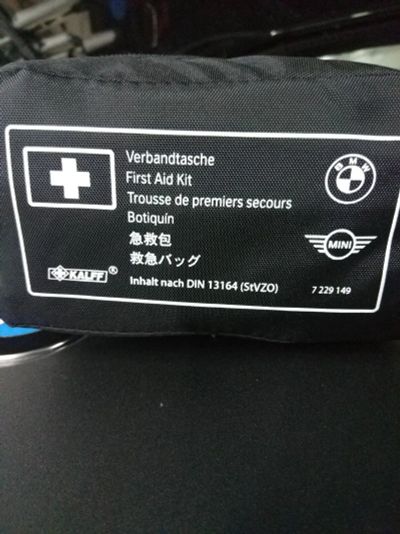 Verbandtasche
First Aid Kit
Trousse de premiers secours
Botiquín
急救包
救急バッグ
KALFF®
Inhalt nach DIN 13164 (StVZO)
7 229 149
BMW
MINI